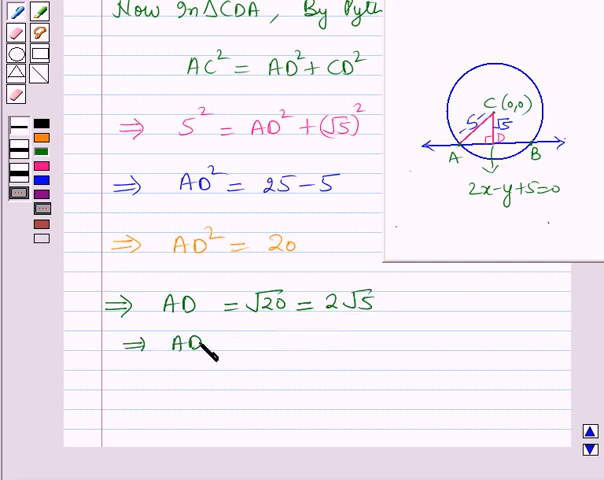 Now In ΔCDA, By Pyth
AC² = AD² + CD²
⇒ 5² = AD² + (√5)²
⇒ AD² = 25 - 5
⇒ AD² = 20
⇒ AD = √20 = 2√5
⇒ AD
C (0,0)
5
√5
D
A
B
2x-y+5=0